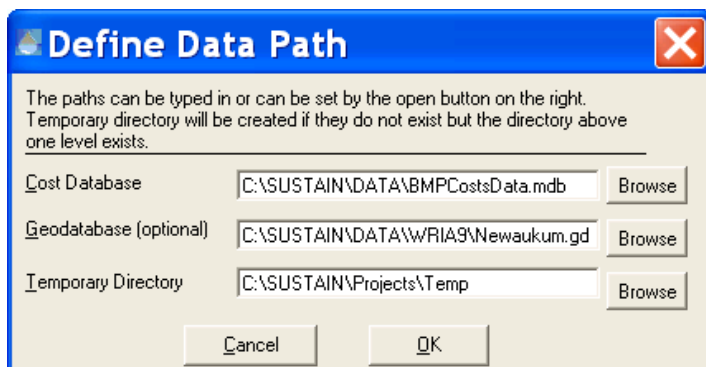 Define Data Path
The paths can be typed in or can be set by the open button on the right.
Temporary directory will be created if they do not exist but the directory above
one level exists.
Cost Database C:\SUSTAIN\DATA\BMPCostsData.mdb Browse
Geodatabase (optional) C:\SUSTAIN\DATA\WRIA9\Newaukum.gd Browse
Temporary Directory C:\SUSTAIN\Projects\Temp Browse
Cancel OK